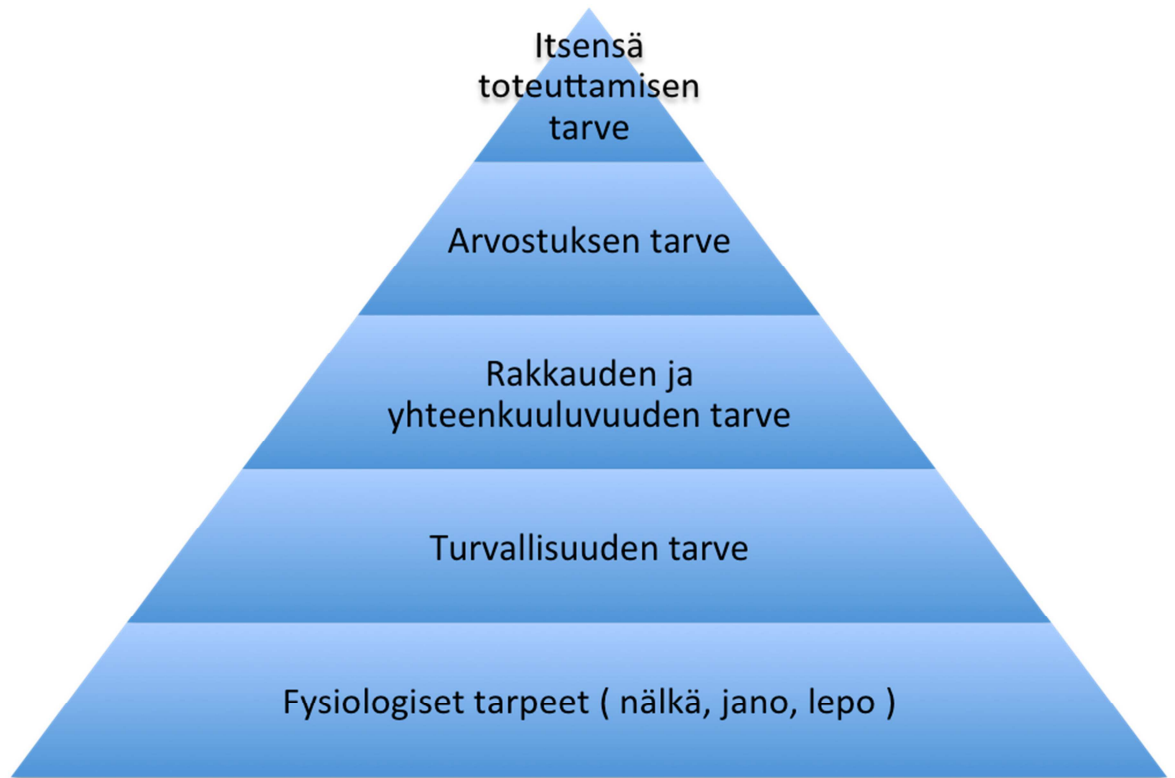 Itsensä
toteuttamisen
tarve
Arvostuksen tarve
Rakkauden ja
yhteenkuuluvuuden tarve
Turvallisuuden tarve
Fysiologiset tarpeet ( nälkä, jano, lepo )